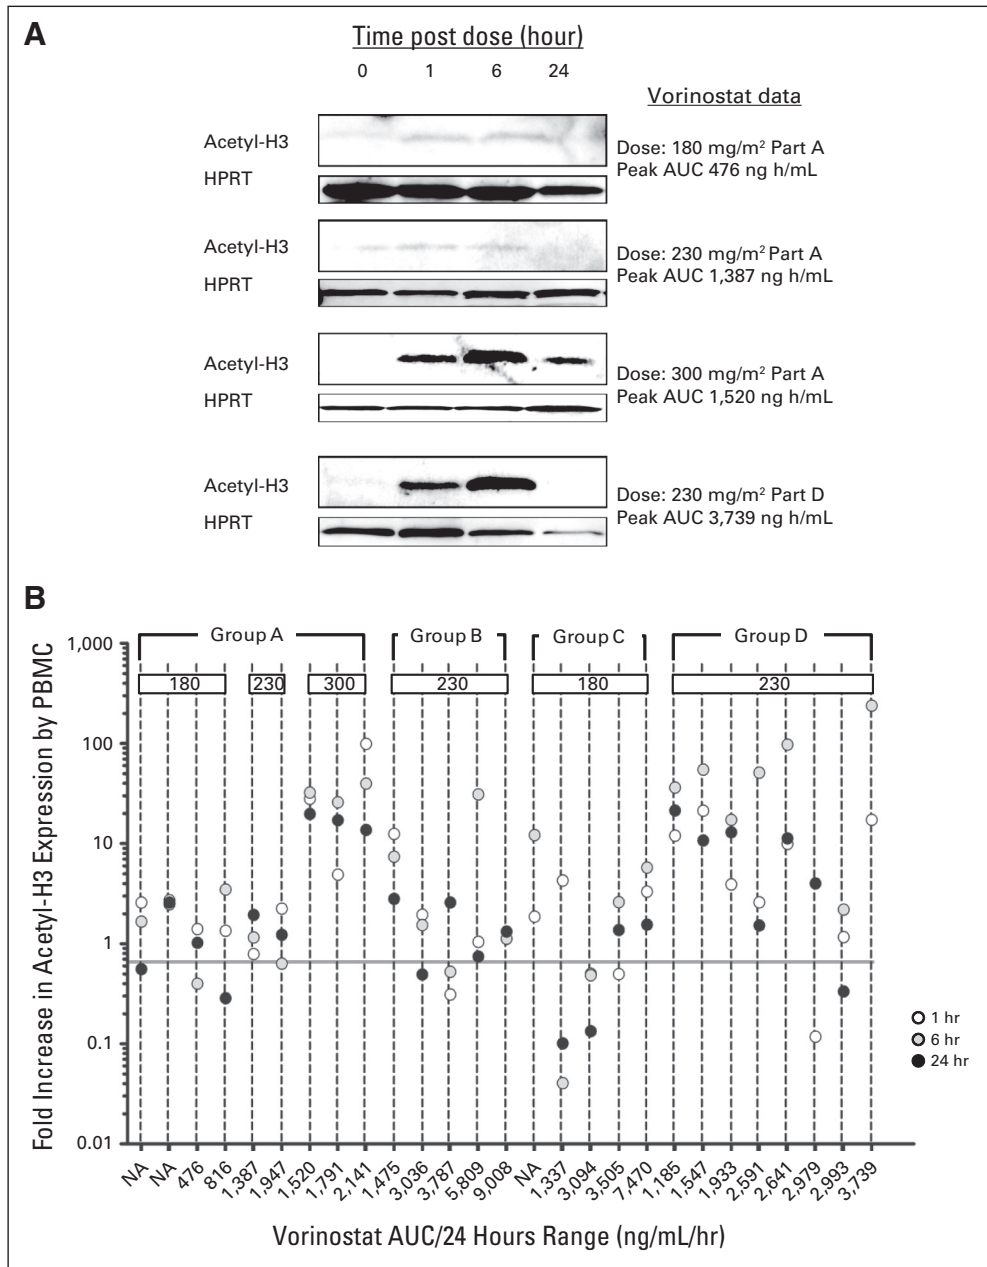 A
Time post dose (hour)
0 1 6 24
Vorinostat data
Acetyl-H3
HPRT
Dose: 180 mg/m² Part A
Peak AUC 476 ng h/mL
Acetyl-H3
HPRT
Dose: 230 mg/m² Part A
Peak AUC 1,387 ng h/mL
Acetyl-H3
HPRT
Dose: 300 mg/m² Part A
Peak AUC 1,520 ng h/mL
Acetyl-H3
HPRT
Dose: 230 mg/m² Part D
Peak AUC 3,739 ng h/mL
B
Fold Increase in Acetyl-H3 Expression by PBMC
1,000
100
10
1
0.1
0.01
Group A Group B Group C Group D
180 230 300 230 180 230
1 hr
6 hr
24 hr
NA NA 476 816 1,387 1,947 1,520 1,791 2,141 1,475 3,036 3,787 5,809 9,008 NA 1,337 3,094 3,505 7,470 1,185 1,547 1,933 2,591 2,641 2,979 2,993 3,739
Vorinostat AUC/24 Hours Range (ng/mL/hr)